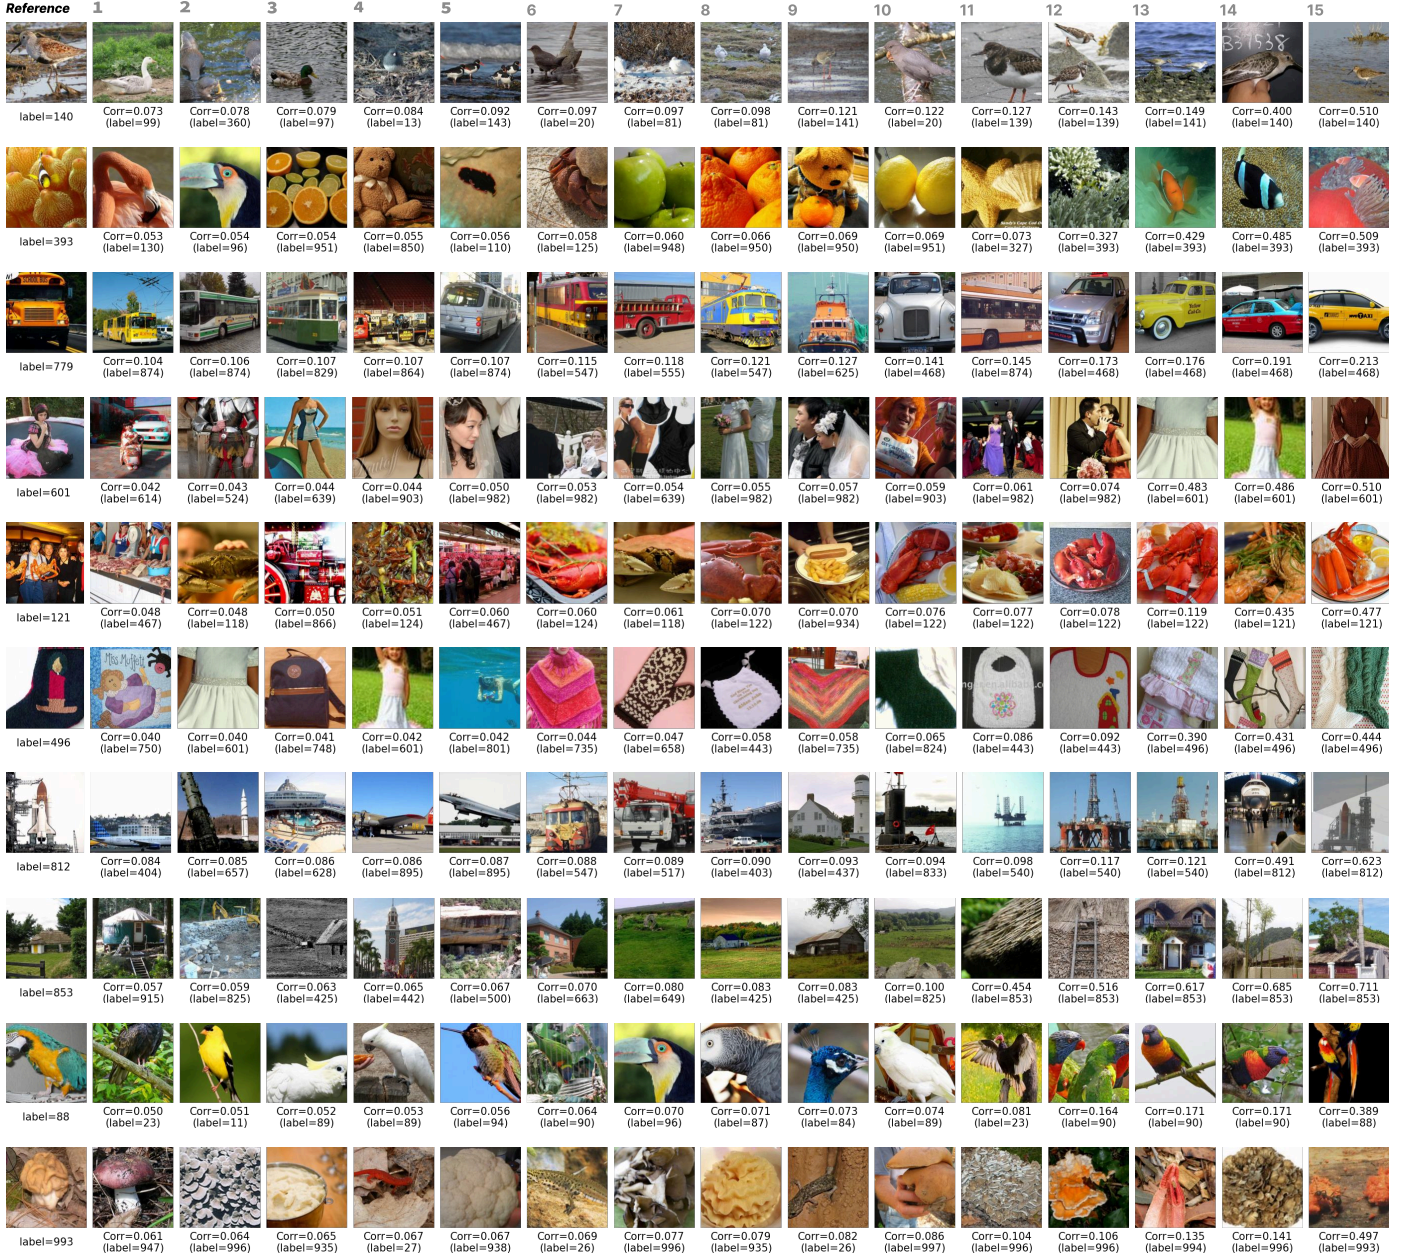 Reference 1 2 3 4 5 6 7 8 9 10 11 12 13 14 15
B39538
label=140 Corr=0.073 Corr=0.078 Corr=0.079 Corr=0.084 Corr=0.092 Corr=0.097 Corr=0.097 Corr=0.098 Corr=0.121 Corr=0.122 Corr=0.127 Corr=0.143 Corr=0.149 Corr=0.400 Corr=0.510
(label=99) (label=360) (label=97) (label=13) (label=143) (label=20) (label=81) (label=81) (label=141) (label=20) (label=139) (label=139) (label=141) (label=140) (label=140)
label=393 Corr=0.053 Corr=0.054 Corr=0.054 Corr=0.055 Corr=0.056 Corr=0.058 Corr=0.060 Corr=0.066 Corr=0.069 Corr=0.069 Corr=0.073 Corr=0.327 Corr=0.429 Corr=0.485 Corr=0.509
(label=130) (label=96) (label=951) (label=850) (label=110) (label=125) (label=948) (label=950) (label=950) (label=951) (label=327) (label=393) (label=393) (label=393) (label=393)
label=779 Corr=0.104 Corr=0.106 Corr=0.107 Corr=0.107 Corr=0.107 Corr=0.115 Corr=0.118 Corr=0.121 Corr=0.127 Corr=0.141 Corr=0.145 Corr=0.173 Corr=0.176 Corr=0.191 Corr=0.213
(label=874) (label=874) (label=829) (label=864) (label=874) (label=547) (label=555) (label=547) (label=625) (label=468) (label=874) (label=468) (label=468) (label=468) (label=468)
label=601 Corr=0.042 Corr=0.043 Corr=0.044 Corr=0.044 Corr=0.050 Corr=0.053 Corr=0.054 Corr=0.055 Corr=0.057 Corr=0.059 Corr=0.061 Corr=0.074 Corr=0.483 Corr=0.486 Corr=0.510
(label=614) (label=524) (label=639) (label=903) (label=982) (label=982) (label=639) (label=982) (label=982) (label=903) (label=982) (label=982) (label=601) (label=601) (label=601)
label=121 Corr=0.048 Corr=0.048 Corr=0.050 Corr=0.051 Corr=0.060 Corr=0.060 Corr=0.061 Corr=0.070 Corr=0.070 Corr=0.076 Corr=0.077 Corr=0.078 Corr=0.119 Corr=0.435 Corr=0.477
(label=467) (label=118) (label=866) (label=124) (label=467) (label=124) (label=118) (label=122) (label=934) (label=122) (label=122) (label=122) (label=122) (label=121) (label=121)
Miss Muffett
label=496 Corr=0.040 Corr=0.040 Corr=0.041 Corr=0.042 Corr=0.042 Corr=0.044 Corr=0.047 Corr=0.058 Corr=0.058 Corr=0.065 Corr=0.086 Corr=0.092 Corr=0.390 Corr=0.431 Corr=0.444
(label=750) (label=601) (label=748) (label=601) (label=801) (label=735) (label=658) (label=443) (label=735) (label=824) (label=443) (label=443) (label=496) (label=496) (label=496)
label=812 Corr=0.084 Corr=0.085 Corr=0.086 Corr=0.086 Corr=0.087 Corr=0.088 Corr=0.089 Corr=0.090 Corr=0.093 Corr=0.094 Corr=0.098 Corr=0.117 Corr=0.121 Corr=0.491 Corr=0.623
(label=404) (label=657) (label=628) (label=895) (label=895) (label=547) (label=517) (label=403) (label=437) (label=833) (label=540) (label=540) (label=540) (label=812) (label=812)
label=853 Corr=0.057 Corr=0.059 Corr=0.063 Corr=0.065 Corr=0.067 Corr=0.070 Corr=0.080 Corr=0.083 Corr=0.083 Corr=0.100 Corr=0.454 Corr=0.516 Corr=0.617 Corr=0.685 Corr=0.711
(label=915) (label=825) (label=425) (label=442) (label=500) (label=663) (label=649) (label=425) (label=425) (label=825) (label=853) (label=853) (label=853) (label=853) (label=853)
label=88 Corr=0.050 Corr=0.051 Corr=0.052 Corr=0.053 Corr=0.056 Corr=0.064 Corr=0.070 Corr=0.071 Corr=0.073 Corr=0.074 Corr=0.081 Corr=0.164 Corr=0.171 Corr=0.171 Corr=0.389
(label=23) (label=11) (label=89) (label=89) (label=94) (label=90) (label=96) (label=87) (label=84) (label=89) (label=23) (label=90) (label=90) (label=90) (label=88)
label=993 Corr=0.061 Corr=0.064 Corr=0.065 Corr=0.067 Corr=0.067 Corr=0.069 Corr=0.077 Corr=0.079 Corr=0.082 Corr=0.086 Corr=0.104 Corr=0.106 Corr=0.135 Corr=0.141 Corr=0.497
(label=947) (label=996) (label=935) (label=27) (label=938) (label=26) (label=996) (label=935) (label=26) (label=997) (label=996) (label=996) (label=994) (label=996) (label=993)